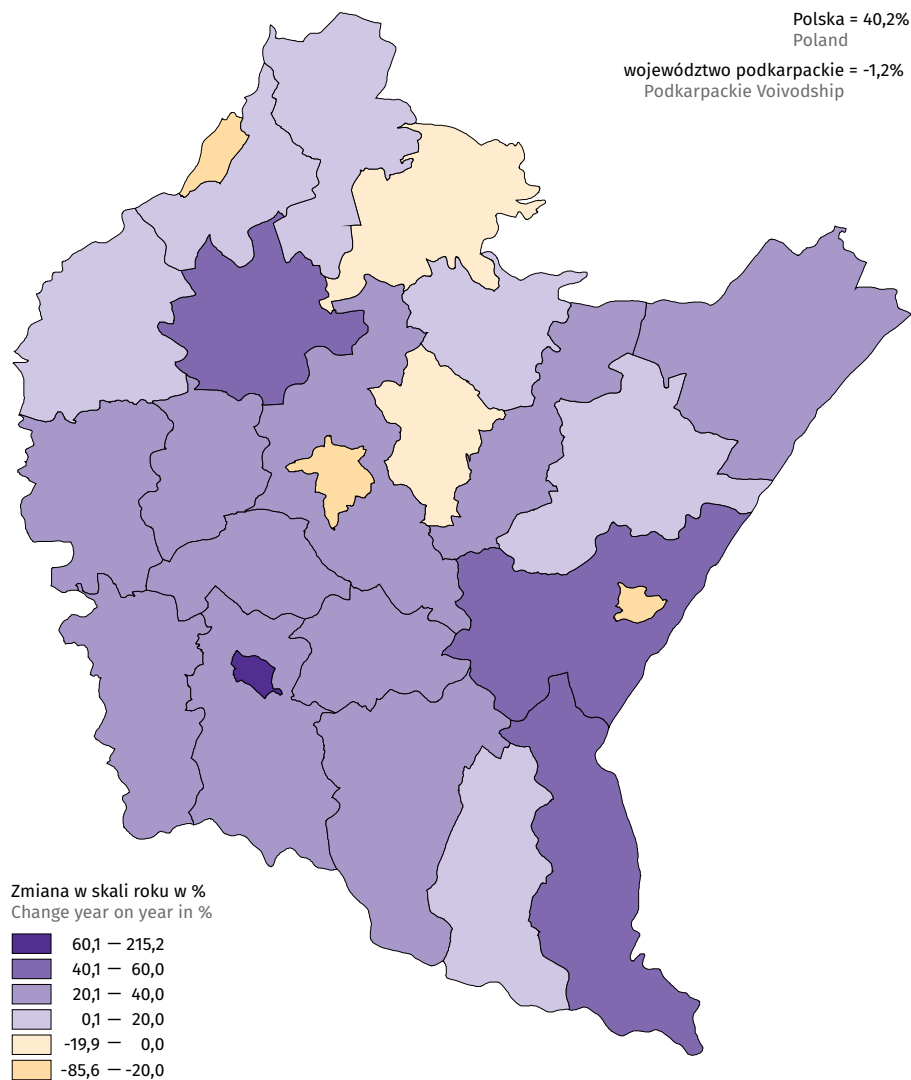 Polska = 40,2%
Poland
województwo podkarpackie = -1,2%
Podkarpackie Voivodship
Zmiana w skali roku w %
Change year on year in %
60,1 — 215,2
40,1 — 60,0
20,1 — 40,0
0,1 — 20,0
-19,9 — 0,0
-85,6 — -20,0